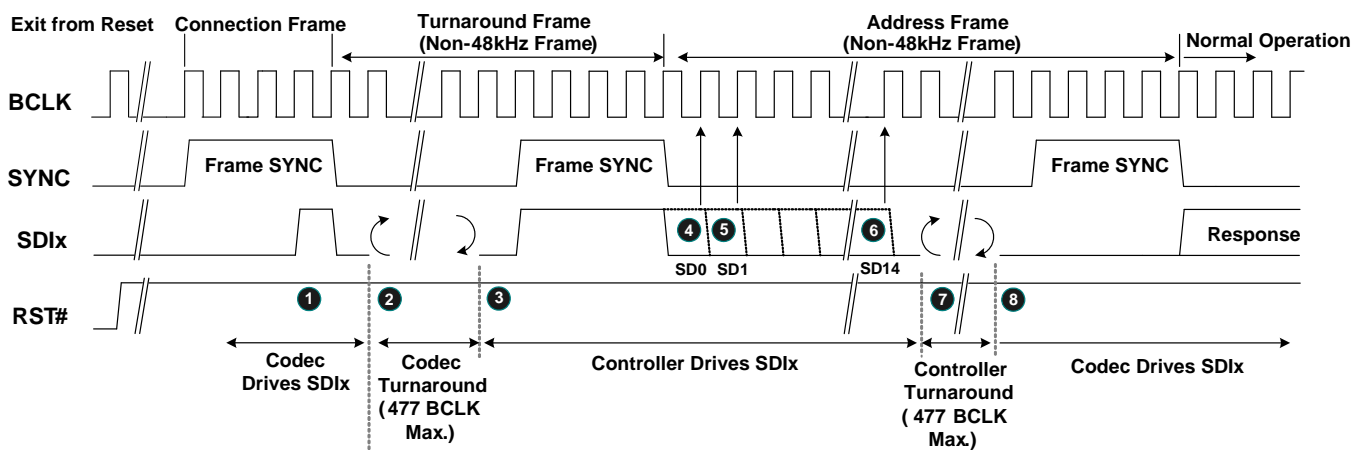 Exit from Reset
Connection Frame
Turnaround Frame
(Non-48kHz Frame)
Address Frame
(Non-48kHz Frame)
Normal Operation
BCLK
SYNC
Frame SYNC
Frame SYNC
Frame SYNC
SDIx
4
5
6
Response
SD0
SD1
SD14
RST#
1
2
3
7
8
Codec
Drives SDIx
Codec
Turnaround
(477 BCLK
Max.)
Controller Drives SDIx
Controller
Turnaround
( 477 BCLK
Max.)
Codec Drives SDIx